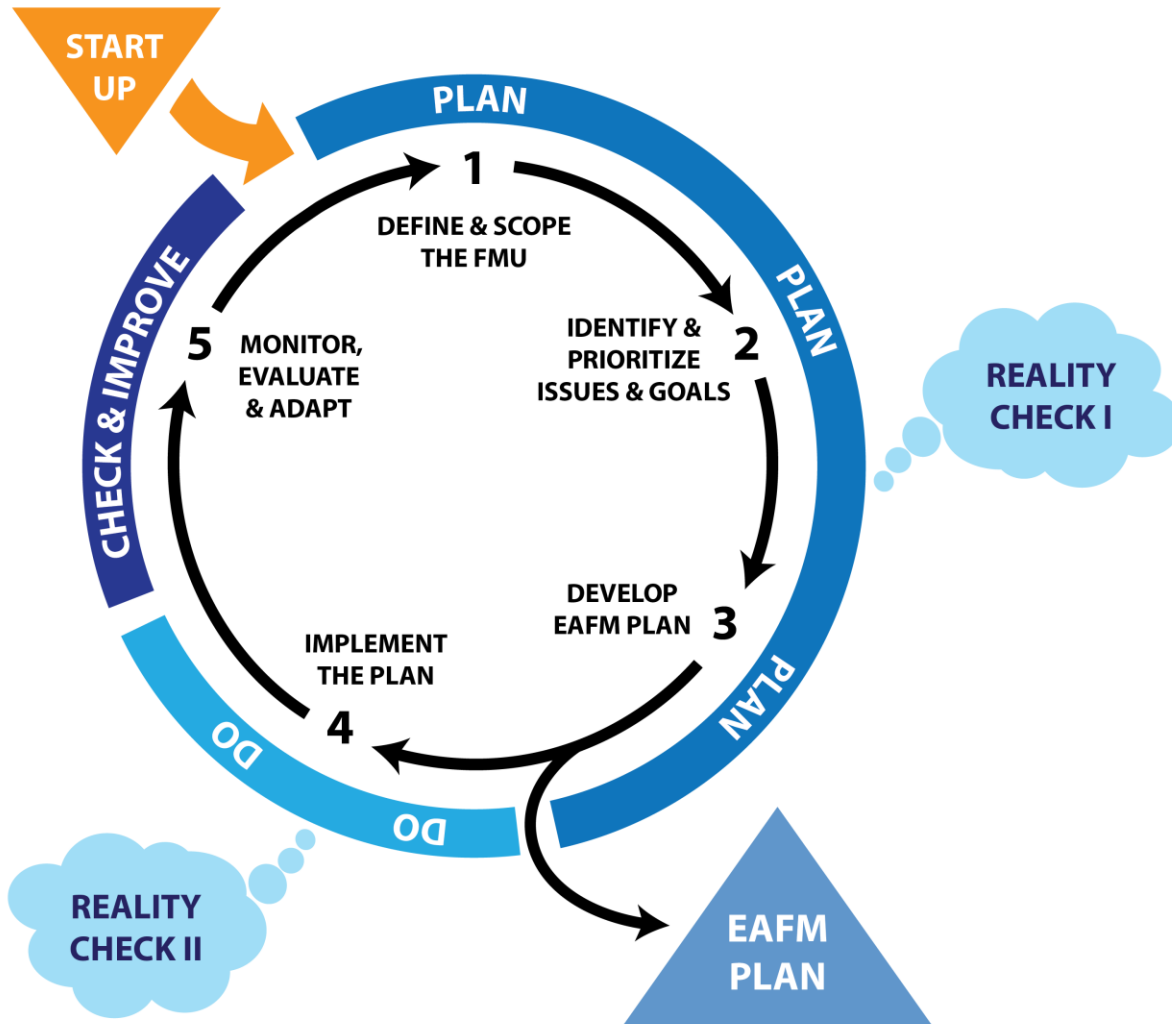 START
UP
PLAN
1
DEFINE & SCOPE
THE FMU
PLAN
2
IDENTIFY &
PRIORITIZE
ISSUES & GOALS
REALITY
CHECK I
PLAN
3
DEVELOP
EAFM PLAN
EAFM
PLAN
DO
4
IMPLEMENT
THE PLAN
DO
REALITY
CHECK II
CHECK & IMPROVE
5
MONITOR,
EVALUATE
& ADAPT